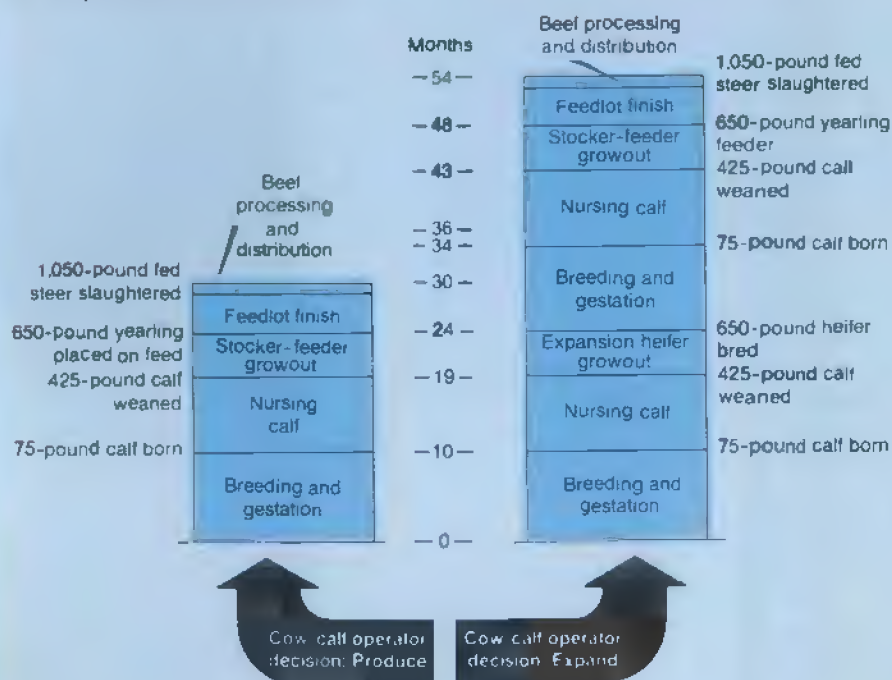 Beef processing
and distribution
Months
– 54 –
1,050-pound fed
steer slaughtered
Feedlot finish
– 48 –
650-pound yearling
feeder
Stocker-feeder
growout
– 43 –
425-pound calf
weaned
Nursing calf
– 36 –
– 34 –
75-pound calf born
Breeding and
gestation
– 24 –
650-pound heifer
bred
Expansion heifer
growout
– 19 –
425-pound calf
weaned
Nursing calf
– 10 –
75-pound calf born
Breeding and
gestation
– 0 –
Beef
processing
and
distribution
– 30 –
1,050-pound fed
steer slaughtered
Feedlot finish
650-pound yearling
placed on feed
Stocker-feeder
growout
425-pound calf
weaned
Nursing
calf
75-pound calf born
Breeding and
gestation
Cow calf operator
decision: Produce
Cow calf operator
decision Expand